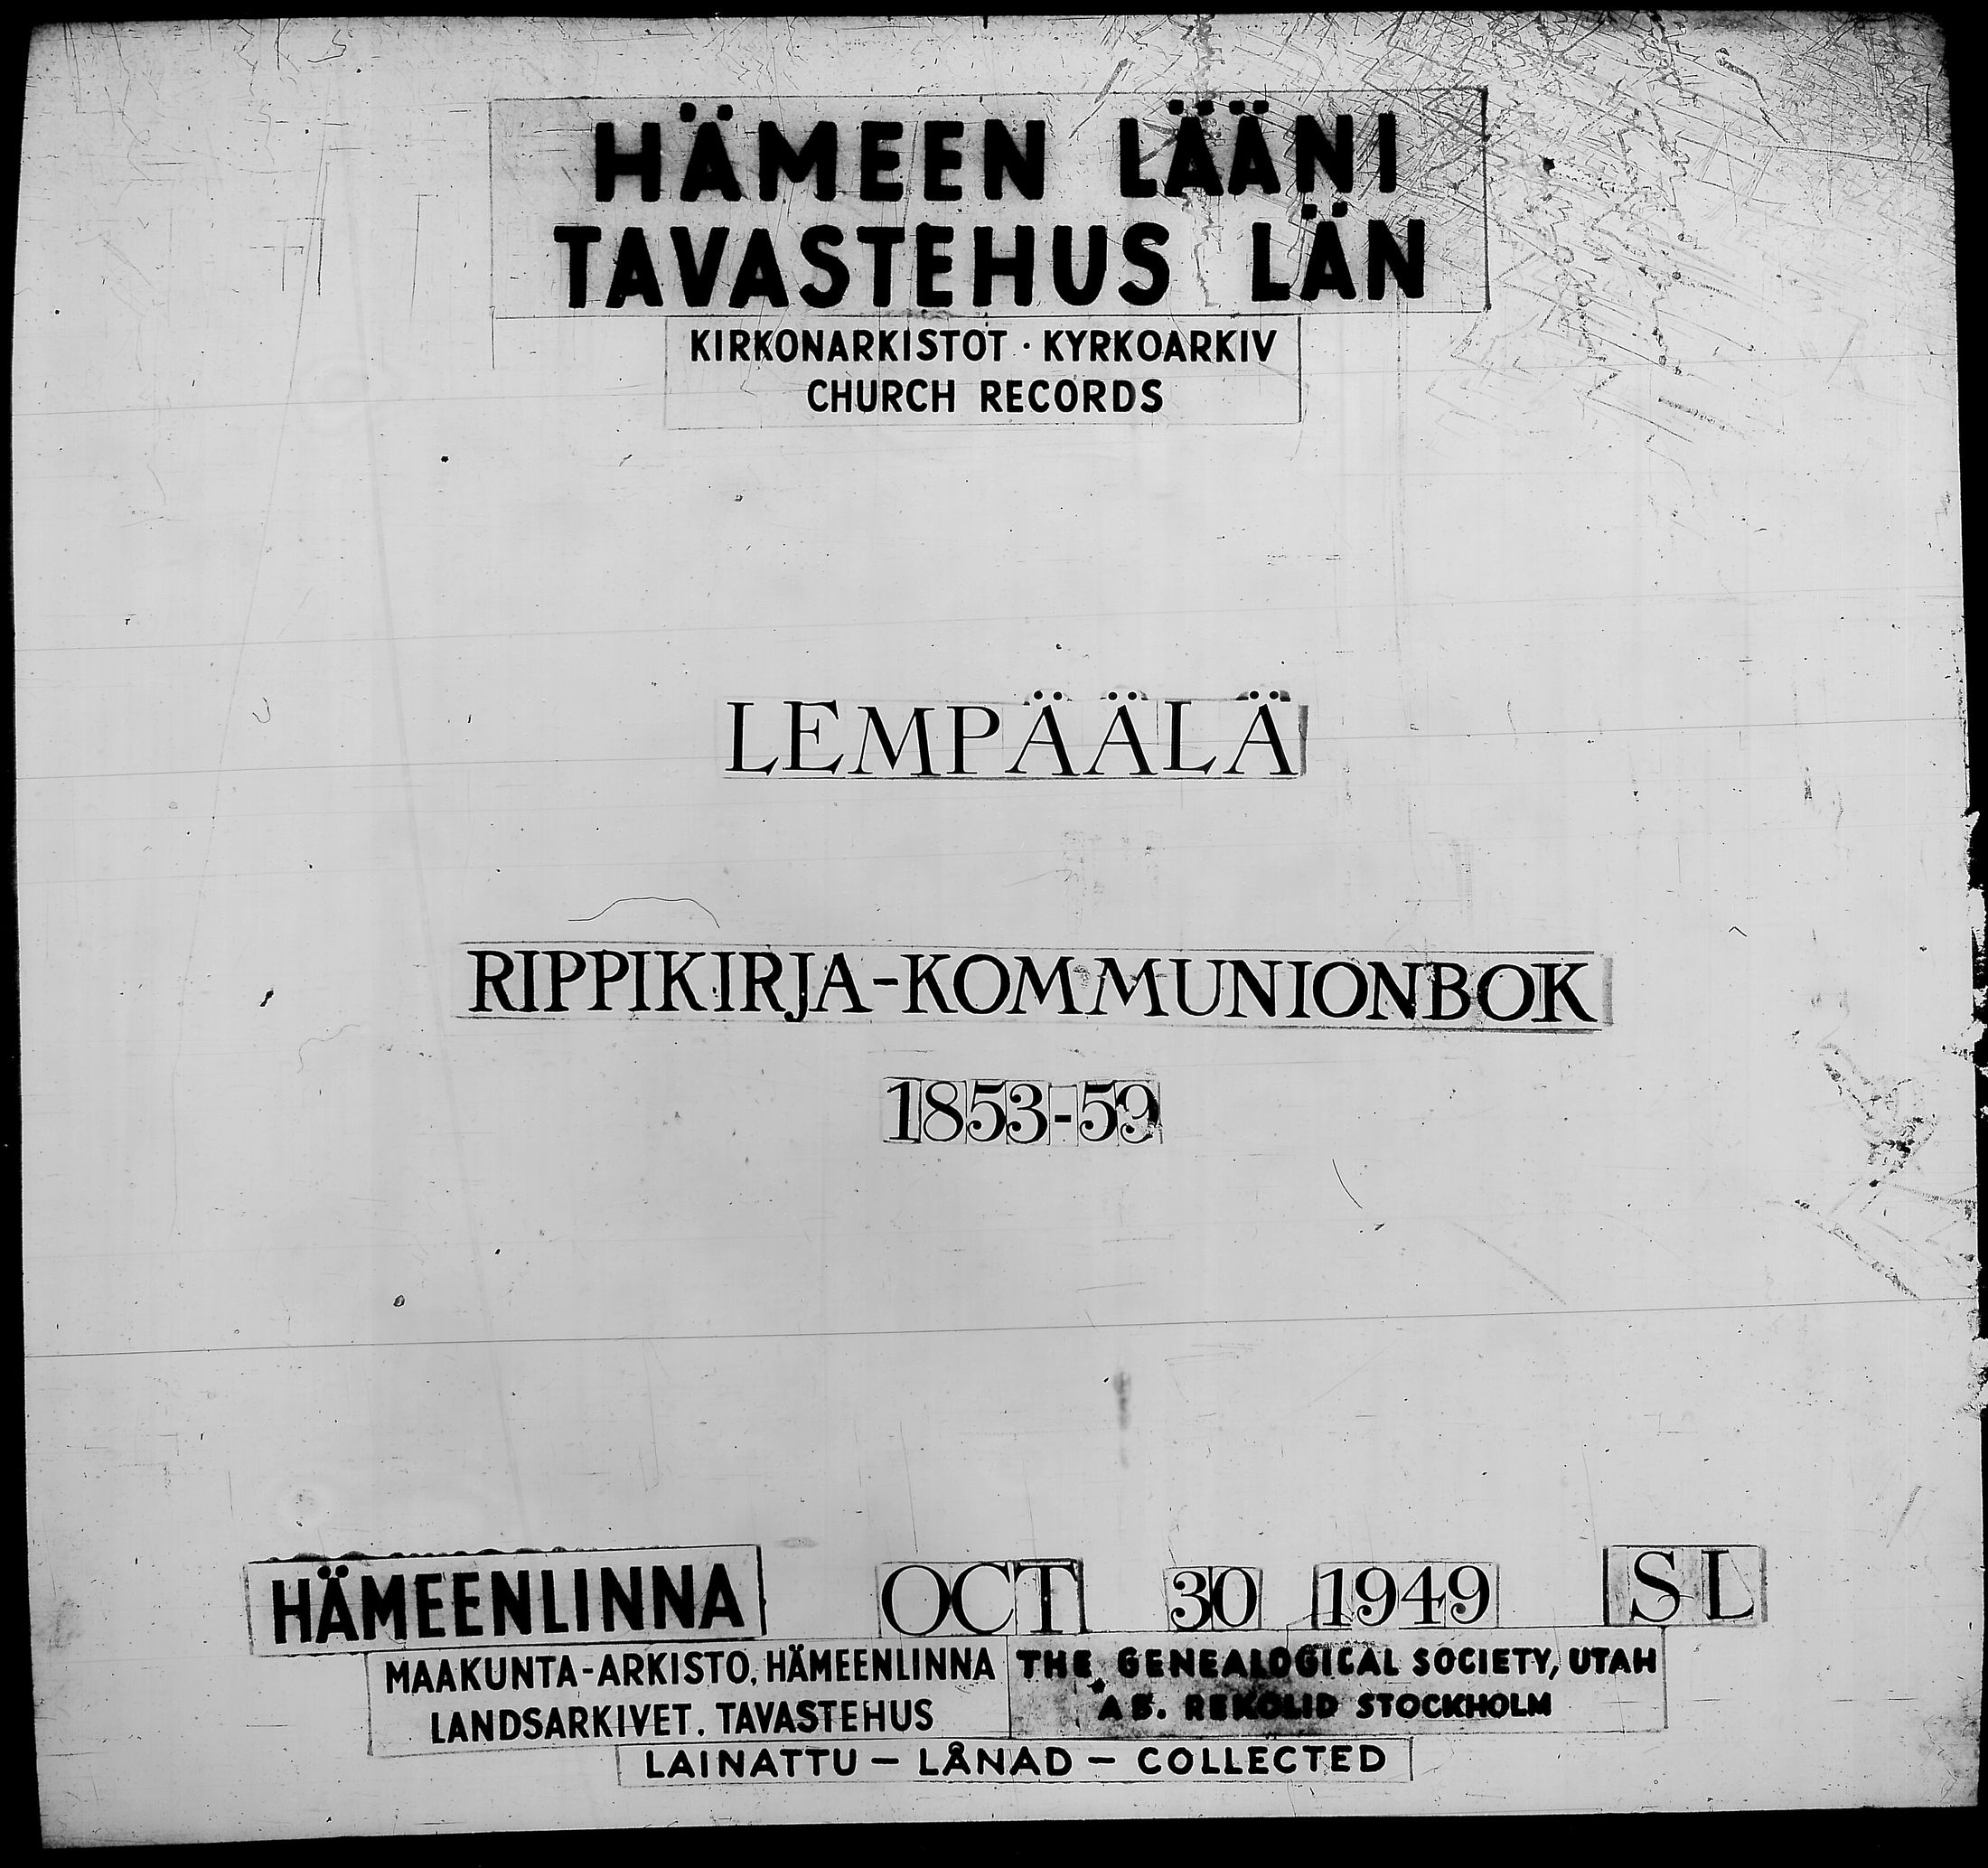 HÄMEEN LÄÄNI
TAVASTEHUS LÄN
KIRKONARKISTOT · KYRKOARKIV
CHURCH RECORDS
LEMPÄÄLÄ
RIPPIKIRJA-KOMMUNIONBOK
1853-59
HÄMEENLINNA OCT 30 1949 SL
MAAKUNTA-ARKISTO, HÄMEENLINNA
LANDSARKIVET. TAVASTEHUS
THE GENEALOGICAL SOCIETY, UTAH
AB. REKOLID STOCKHOLM
LAINATTU — LÅNAD — COLLECTED